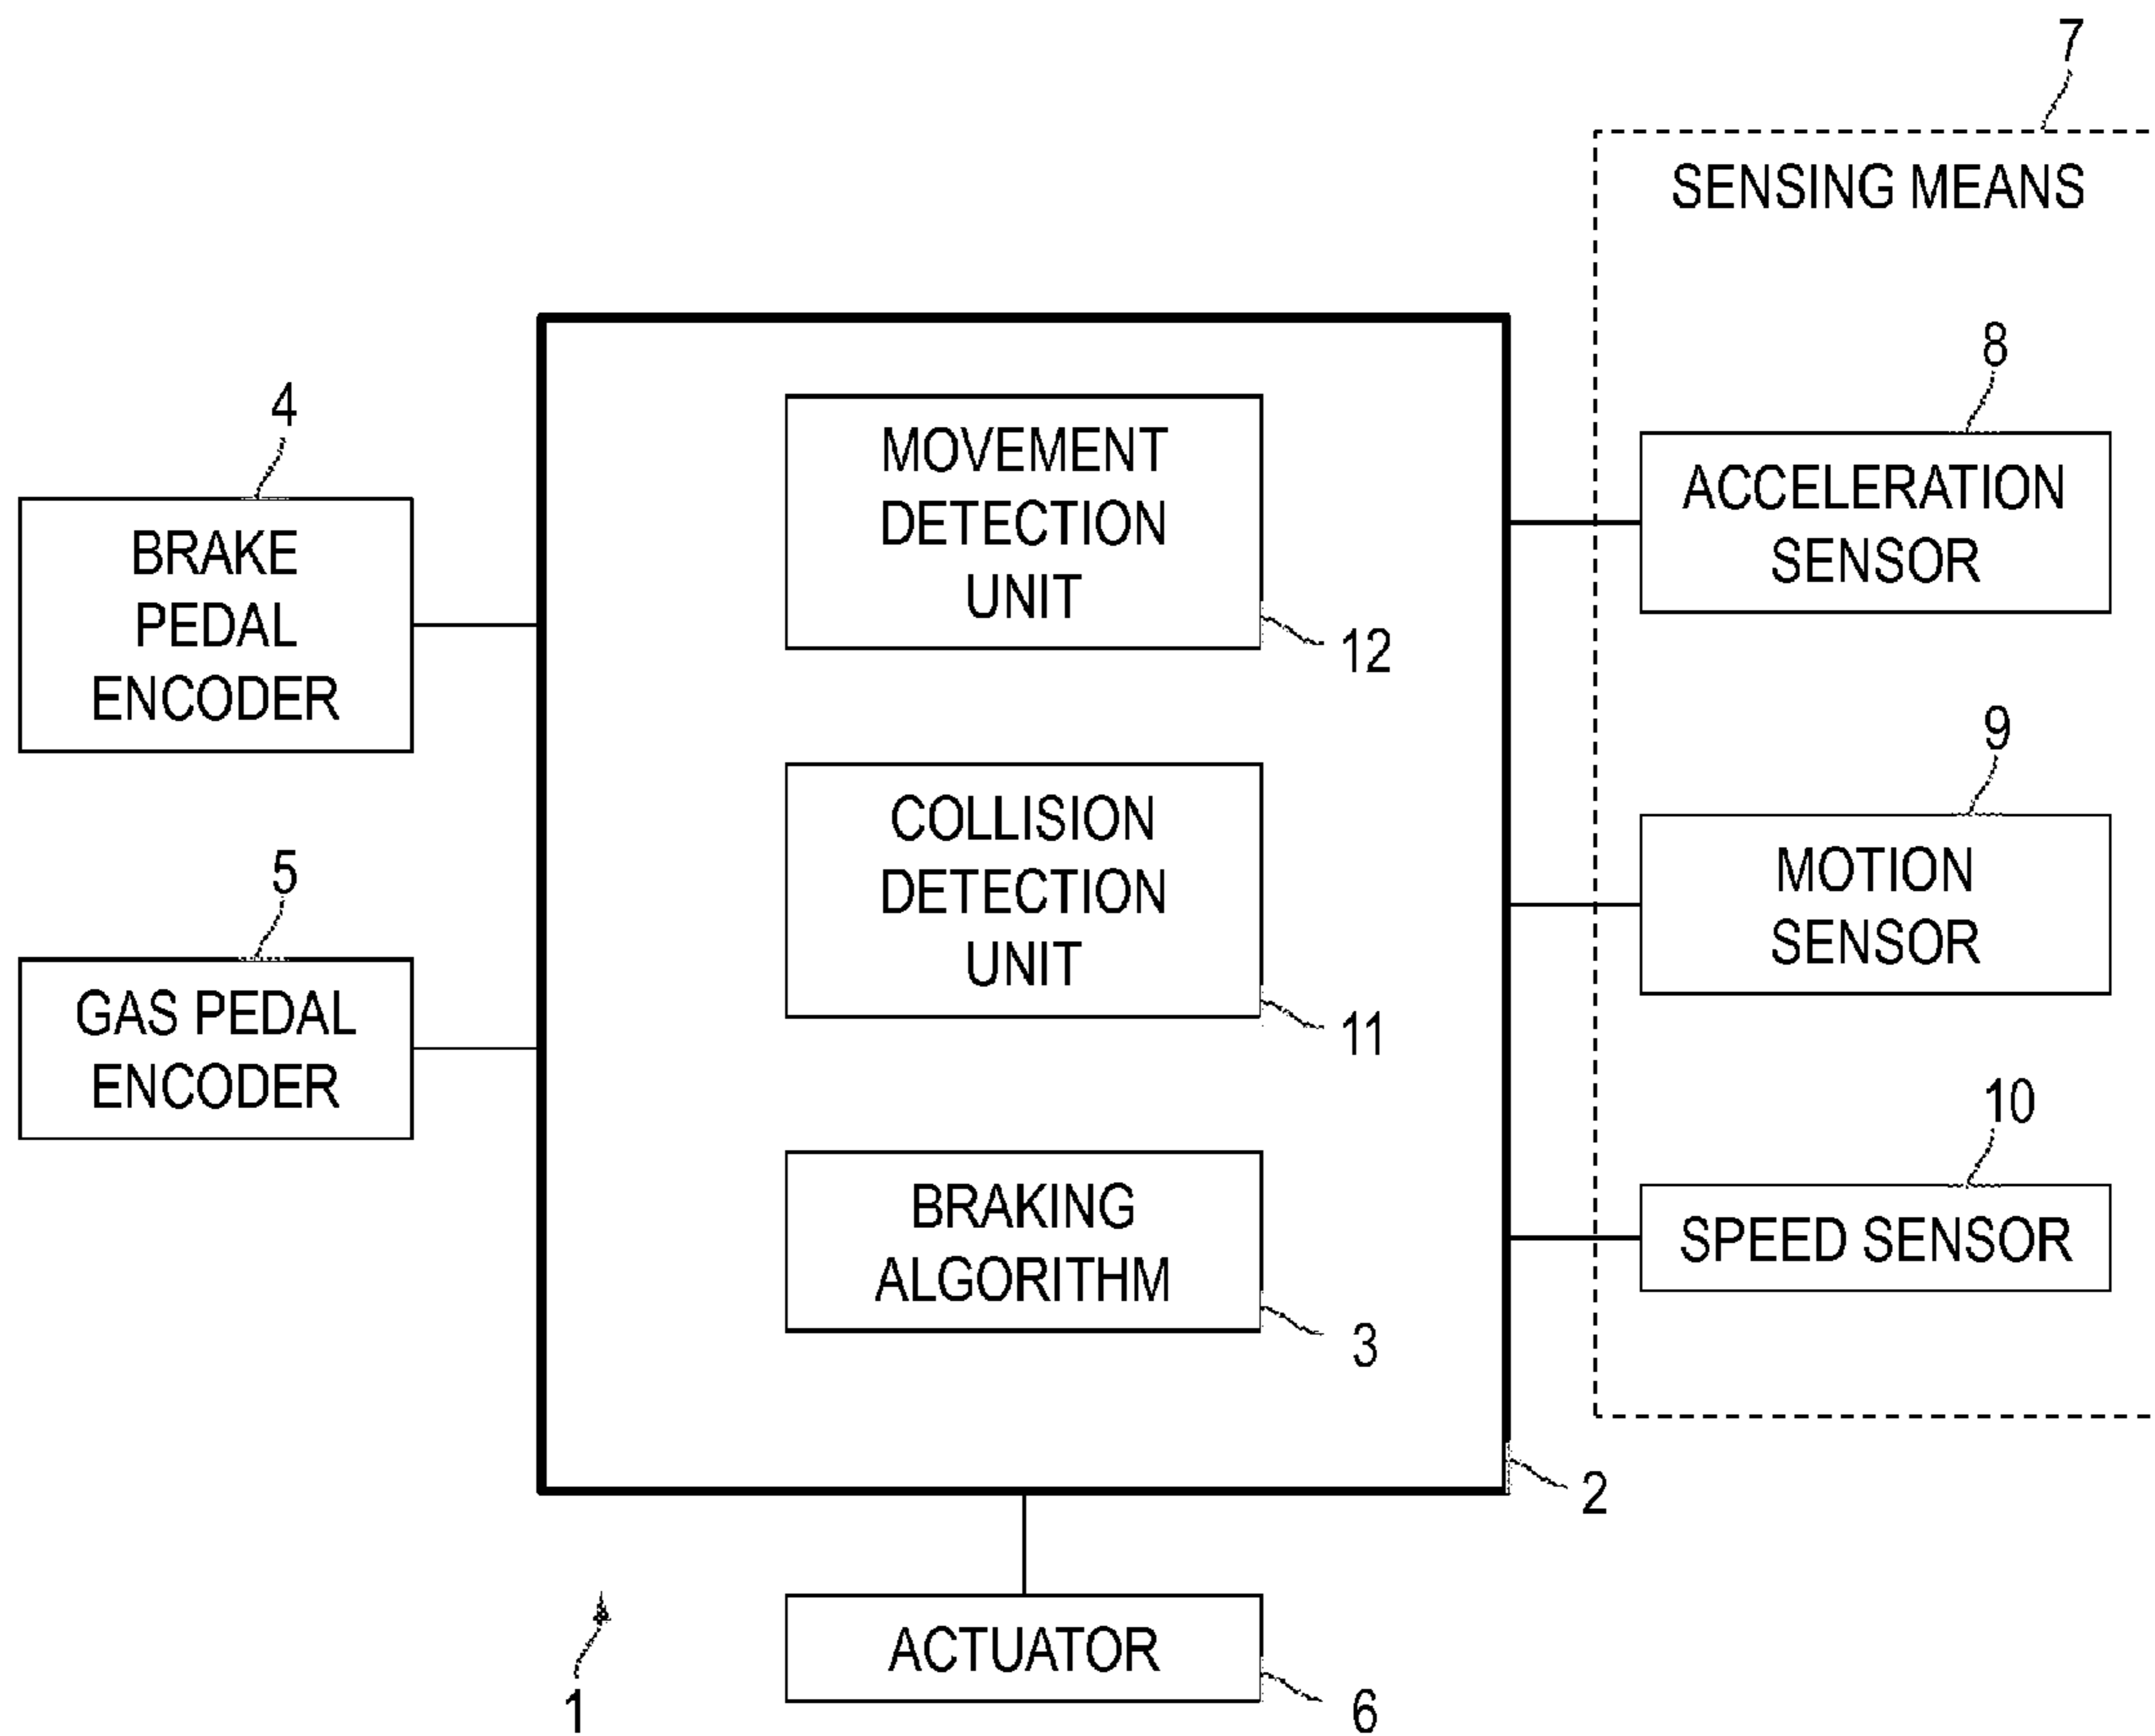 7
SENSING MEANS
8
ACCELERATION
SENSOR
4
BRAKE
PEDAL
ENCODER
MOVEMENT
DETECTION
UNIT
12
9
MOTION
SENSOR
5
GAS PEDAL
ENCODER
COLLISION
DETECTION
UNIT
11
10
SPEED SENSOR
BRAKING
ALGORITHM
3
2
ACTUATOR
1
6